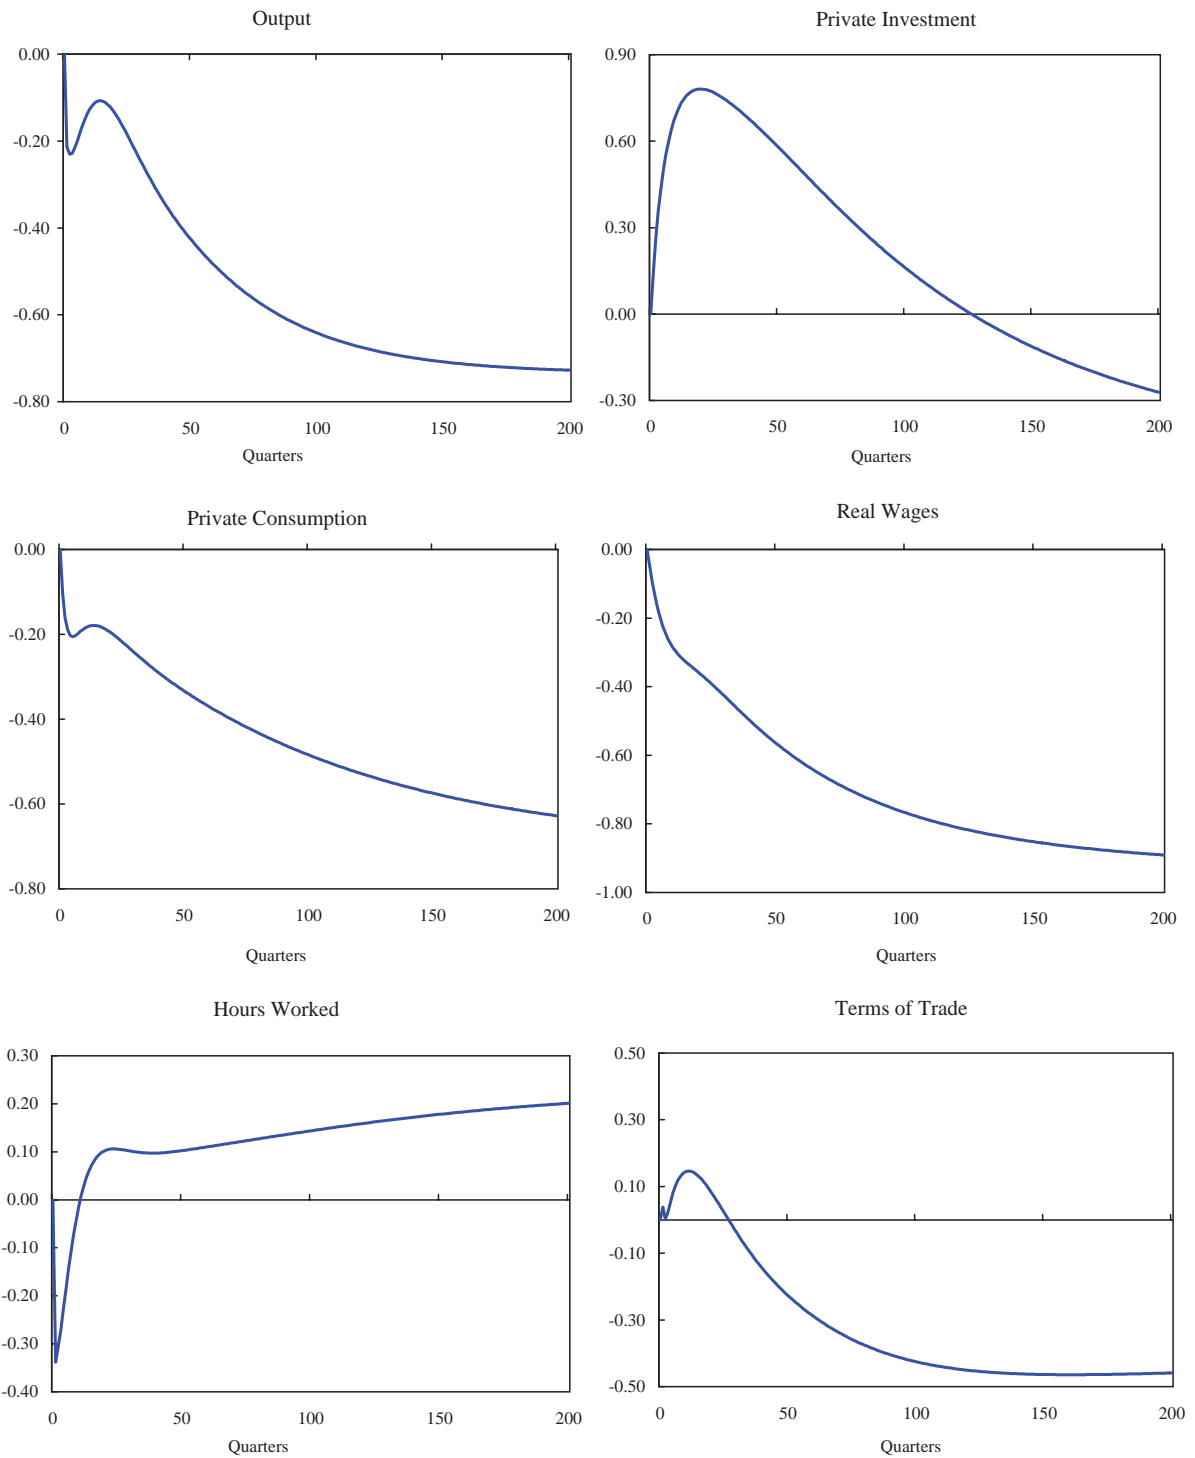 Output
0.00
-0.20
-0.40
-0.60
-0.80
0 50 100 150 200
Quarters
Private Investment
0.90
0.60
0.30
0.00
-0.30
0 50 100 150 200
Quarters
Private Consumption
0.00
-0.20
-0.40
-0.60
-0.80
0 50 100 150 200
Quarters
Real Wages
0.00
-0.20
-0.40
-0.60
-0.80
-1.00
0 50 100 150 200
Quarters
Hours Worked
0.30
0.20
0.10
0.00
-0.10
-0.20
-0.30
-0.40
0 50 100 150 200
Quarters
Terms of Trade
0.50
0.30
0.10
-0.10
-0.30
-0.50
0 50 100 150 200
Quarters